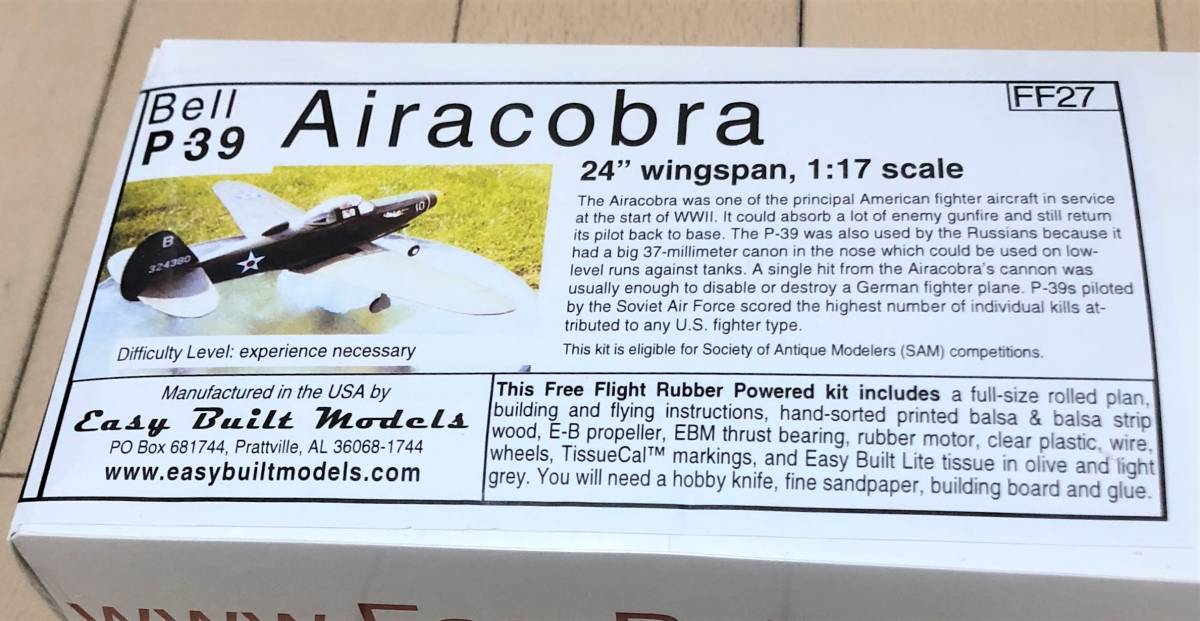 Bell
P-39
Airacobra
FF27
24” wingspan, 1:17 scale
The Airacobra was one of the principal American fighter aircraft in service
at the start of WWII. It could absorb a lot of enemy gunfire and still return
its pilot back to base. The P-39 was also used by the Russians because it
had a big 37-millimeter canon in the nose which could be used on low-
level runs against tanks. A single hit from the Airacobra's cannon was
usually enough to disable or destroy a German fighter plane. P-39s piloted
by the Soviet Air Force scored the highest number of individual kills at-
tributed to any U.S. fighter type.
This kit is eligible for Society of Antique Modelers (SAM) competitions.
B
324380
10
Difficulty Level: experience necessary
Manufactured in the USA by
Easy Built Models
PO Box 681744, Prattville, AL 36068-1744
www.easybuiltmodels.com
This Free Flight Rubber Powered kit includes a full-size rolled plan,
building and flying instructions, hand-sorted printed balsa & balsa strip
wood, E-B propeller, EBM thrust bearing, rubber motor, clear plastic, wire,
wheels, TissueCal™ markings, and Easy Built Lite tissue in olive and light
grey. You will need a hobby knife, fine sandpaper, building board and glue.